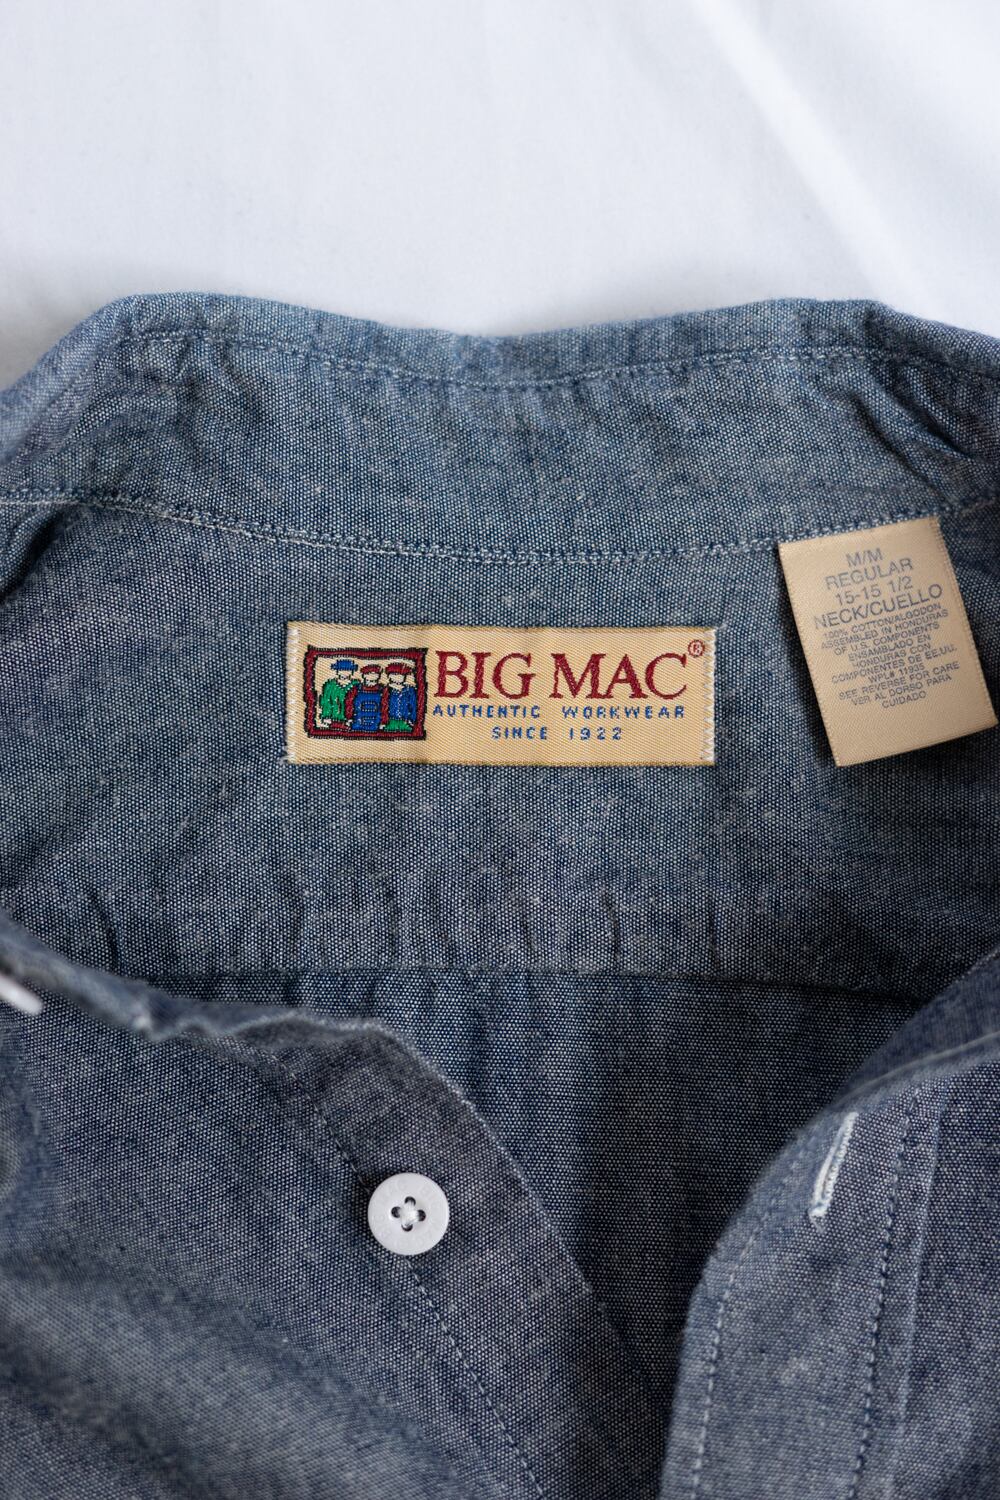 BIG MAC®
AUTHENTIC WORKWEAR
SINCE 1922
M/M
REGULAR
15-15 1/2
NECK/CUELLO
100% COTTON/ALGODON
ASSEMBLED IN HONDURAS
OF U.S. COMPONENTS
ENSAMBLADO EN
HONDURAS CON
COMPONENTES DE EE.UU.
WPL# 11935
SEE REVERSE FOR CARE
VER AL DORSO PARA
CUIDADO